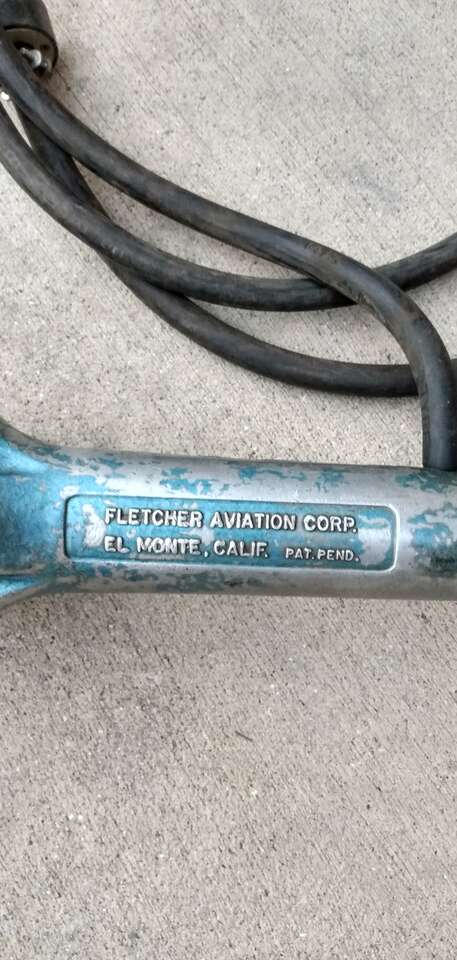 FLETCHER AVIATION CORP.
EL MONTE, CALIF. PAT. PEND.